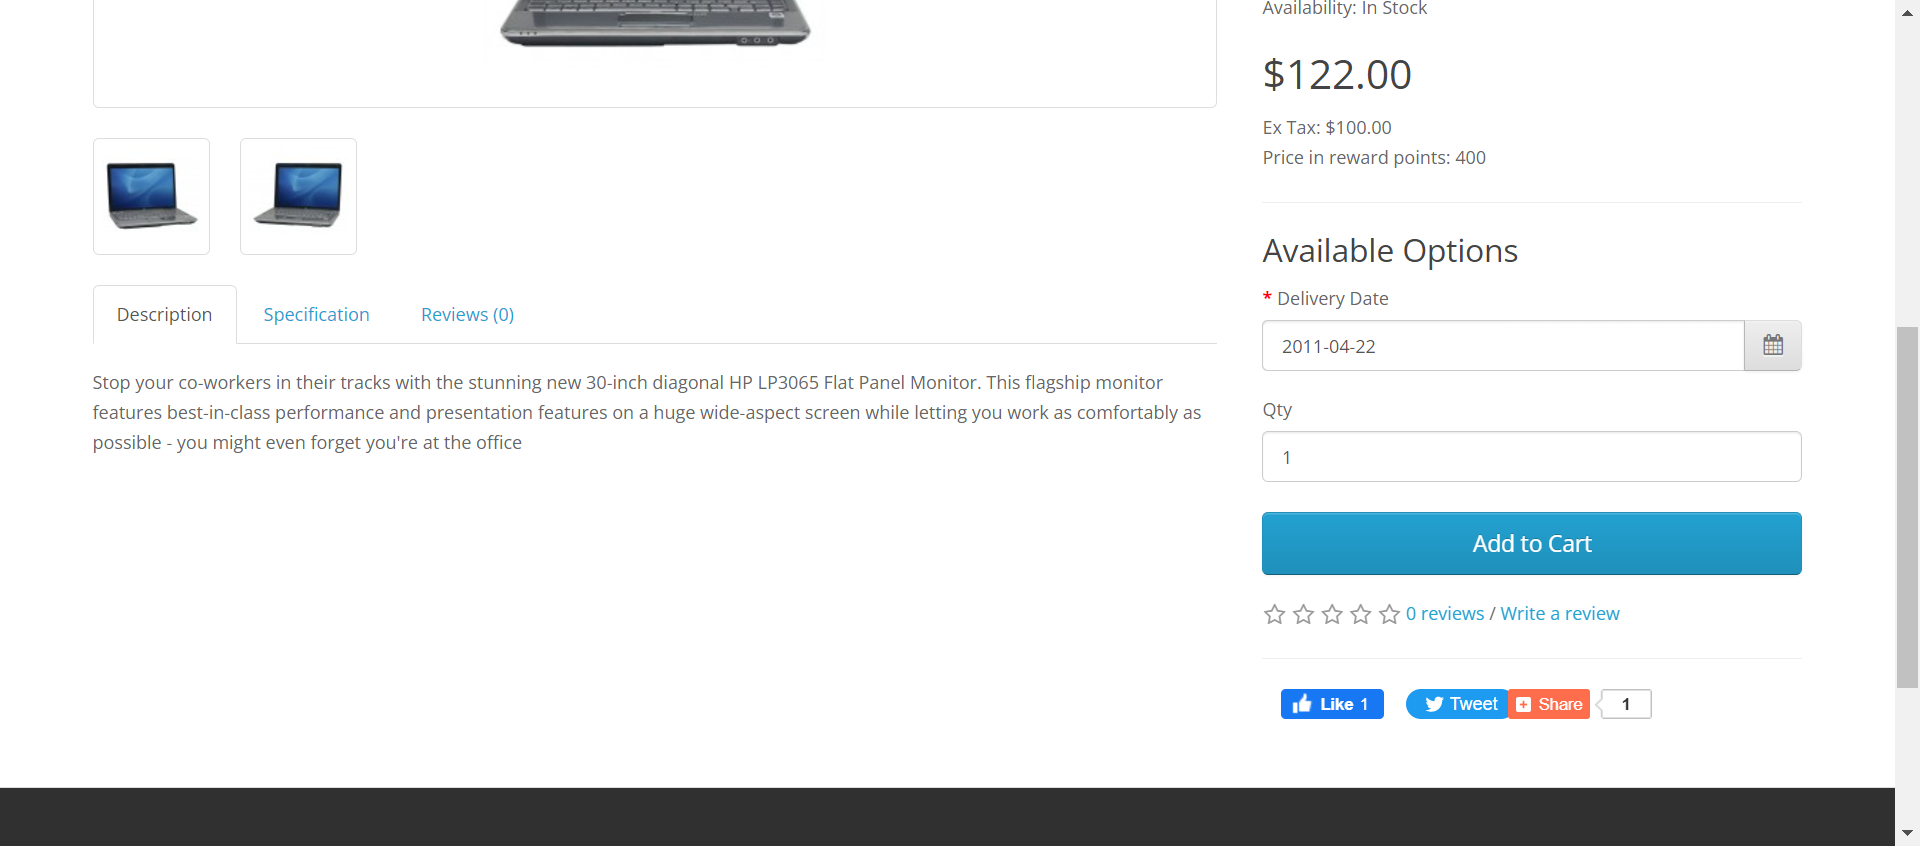 Availability: In Stock
$122.00
Ex Tax: $100.00
Price in reward points: 400
Description
Specification
Reviews (0)
Stop your co-workers in their tracks with the stunning new 30-inch diagonal HP LP3065 Flat Panel Monitor. This flagship monitor
features best-in-class performance and presentation features on a huge wide-aspect screen while letting you work as comfortably as
possible - you might even forget you're at the office
Available Options
* Delivery Date
2011-04-22
Qty
1
Add to Cart
0 reviews / Write a review
Like 1
Tweet
Share
1